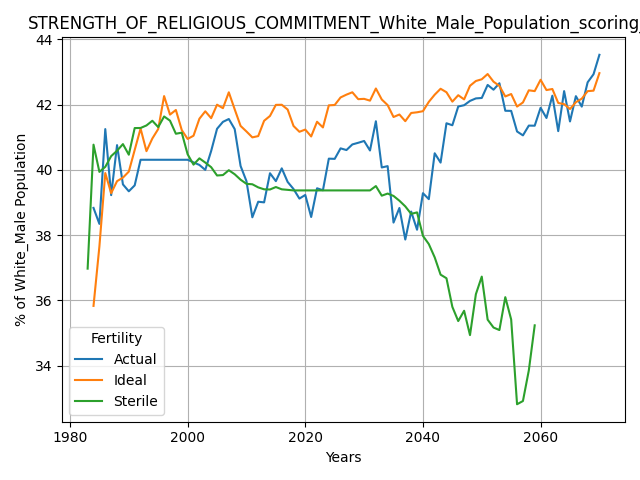 STRENGTH_OF_RELIGIOUS_COMMITMENT_White_Male_Population_scoring
44
42
40
38
36
34
% of White_Male Population
Fertility
Actual
Ideal
Sterile
1980
2000
2020
2040
2060
Years